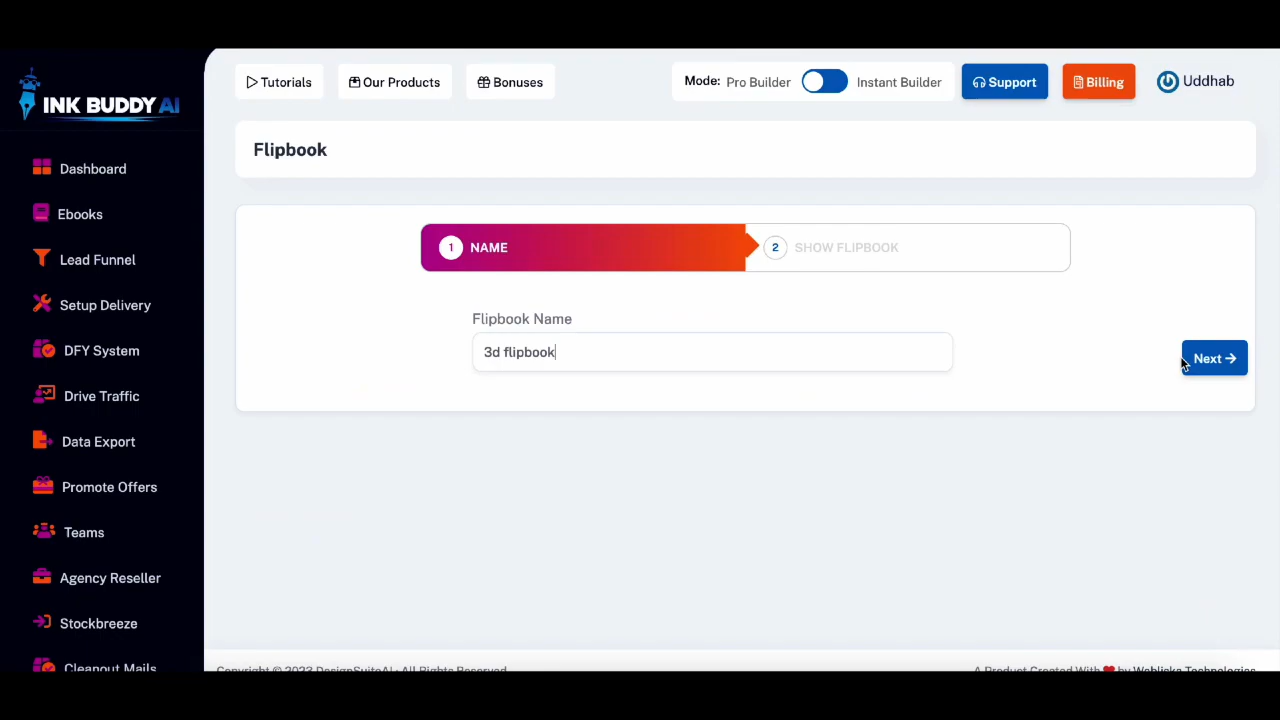 INK BUDDY AI
Tutorials
Our Products
Bonuses
Mode: Pro Builder
Instant Builder
Support
Billing
Uddhab
Dashboard
Ebooks
Lead Funnel
Setup Delivery
DFY System
Drive Traffic
Data Export
Promote Offers
Teams
Agency Reseller
Stockbreeze
Cleanout Mails
Flipbook
1 NAME
2 SHOW FLIPBOOK
Flipbook Name
3d flipbook
Next →
Copyright © 2023 DesignSuiteAI - All Rights Reserved
A Product Created With ❤ by Webliska Technologies